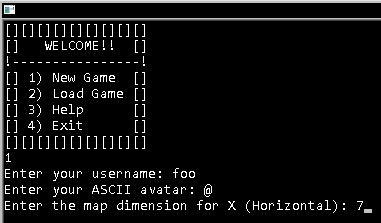 [][][][][][][][][]
[]   WELCOME!!  []
!----------------!
[] 1) New Game  []
[] 2) Load Game []
[] 3) Help      []
[] 4) Exit      []
[][][][][][][][][]
1
Enter your username: foo
Enter your ASCII avatar: @
Enter the map dimension for X (Horizontal): 7_